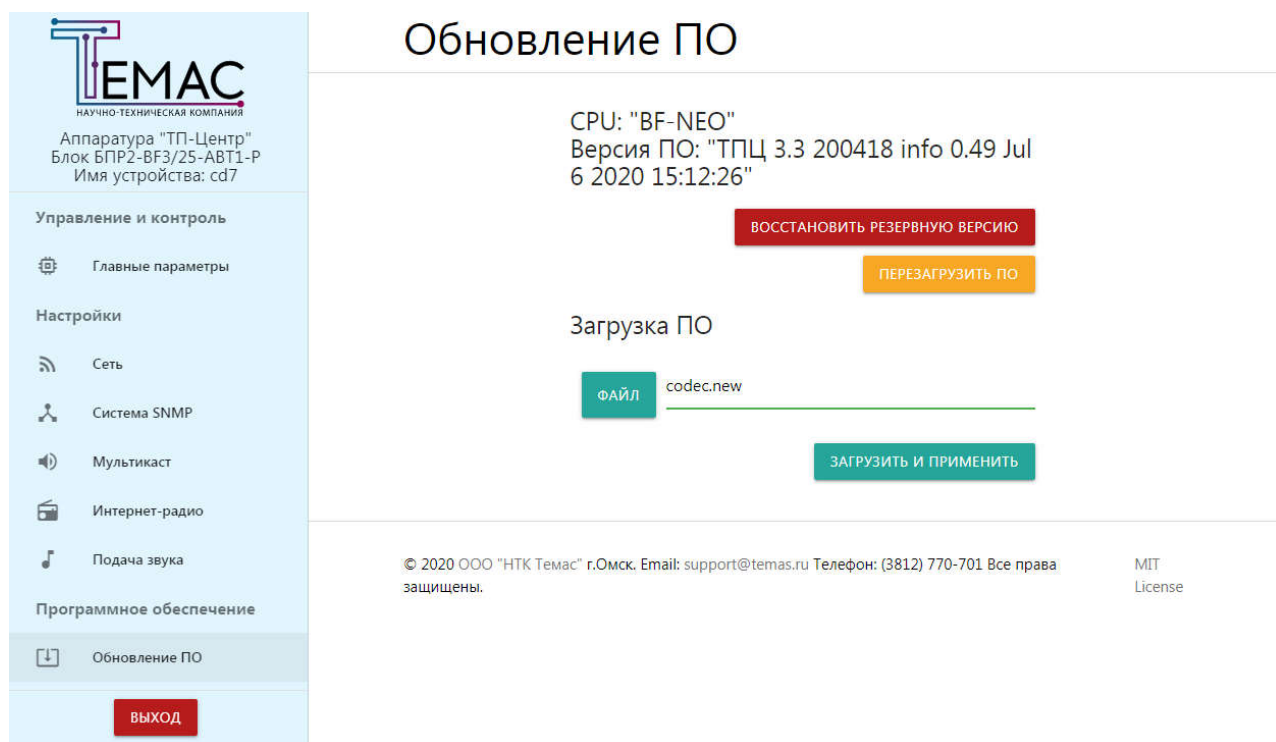 ТЕМАС
НАУЧНО-ТЕХНИЧЕСКАЯ КОМПАНИЯ
Аппаратура "ТП-Центр"
Блок БПР2-BF3/25-АВТ1-Р
Имя устройства: cd7
Управление и контроль
Главные параметры
Настройки
Сеть
Система SNMP
Мультикаст
Интернет-радио
Подача звука
Программное обеспечение
Обновление ПО
ВЫХОД
Обновление ПО
CPU: "BF-NEO"
Версия ПО: "ТПЦ 3.3 200418 info 0.49 Jul
6 2020 15:12:26"
ВОССТАНОВИТЬ РЕЗЕРВНУЮ ВЕРСИЮ
ПЕРЕЗАГРУЗИТЬ ПО
Загрузка ПО
ФАЙЛ
codec.new
ЗАГРУЗИТЬ И ПРИМЕНИТЬ
© 2020 ООО "НТК Темас" г.Омск. Email: support@temas.ru Телефон: (3812) 770-701 Все права
защищены.
MIT
License